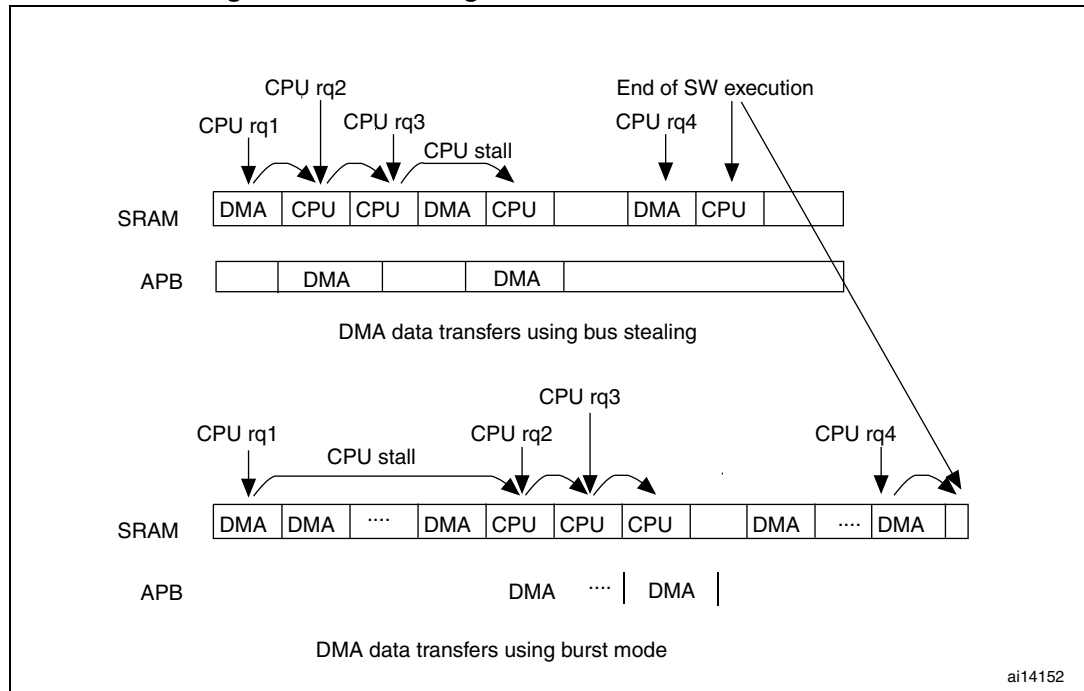 CPU rq2
End of SW execution
CPU rq1
CPU rq3
CPU rq4
CPU stall
SRAM DMA CPU CPU DMA CPU DMA CPU
APB DMA DMA
DMA data transfers using bus stealing
CPU rq3
CPU rq1
CPU rq2
CPU rq4
CPU stall
SRAM DMA DMA .... DMA CPU CPU CPU DMA .... DMA
APB DMA .... DMA
DMA data transfers using burst mode
ai14152